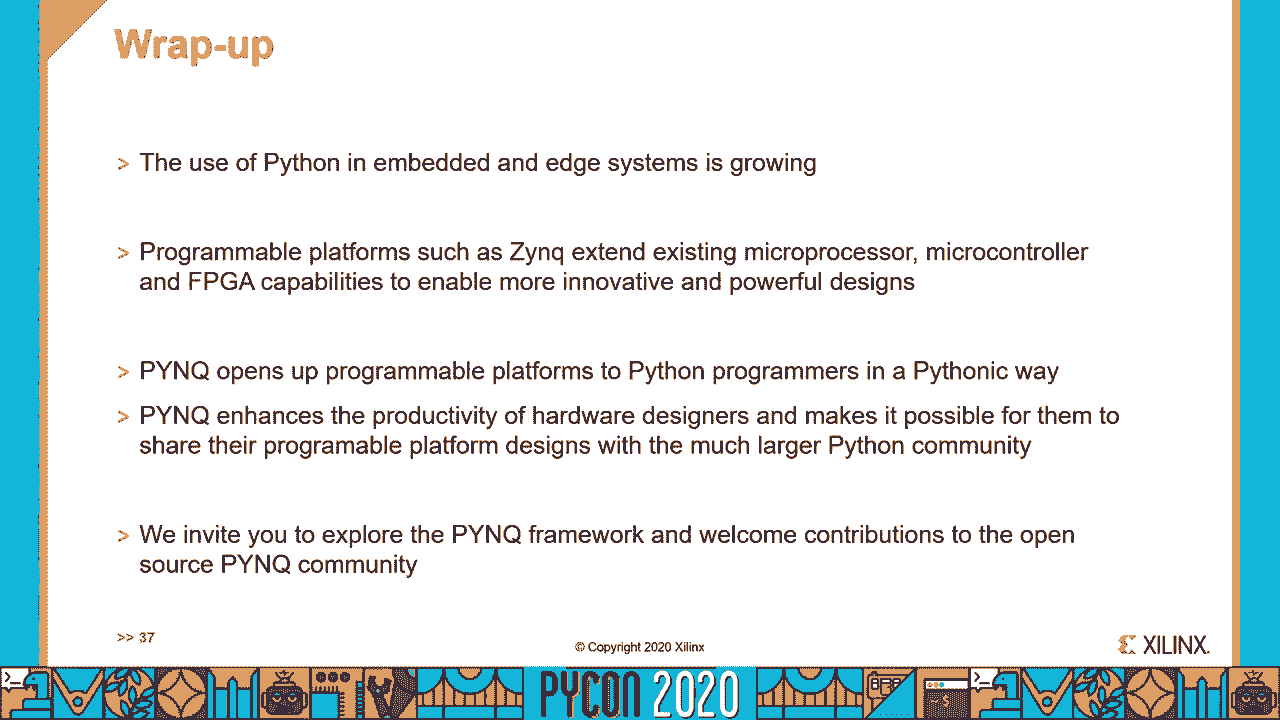 Wrap-up
> The use of Python in embedded and edge systems is growing
> Programmable platforms such as Zynq extend existing microprocessor, microcontroller
and FPGA capabilities to enable more innovative and powerful designs
> PYNQ opens up programmable platforms to Python programmers in a Pythonic way
> PYNQ enhances the productivity of hardware designers and makes it possible for them to
share their programable platform designs with the much larger Python community
> We invite you to explore the PYNQ framework and welcome contributions to the open
source PYNQ community
>> 37
© Copyright 2020 Xilinx
XILINX.
PYCON 2020